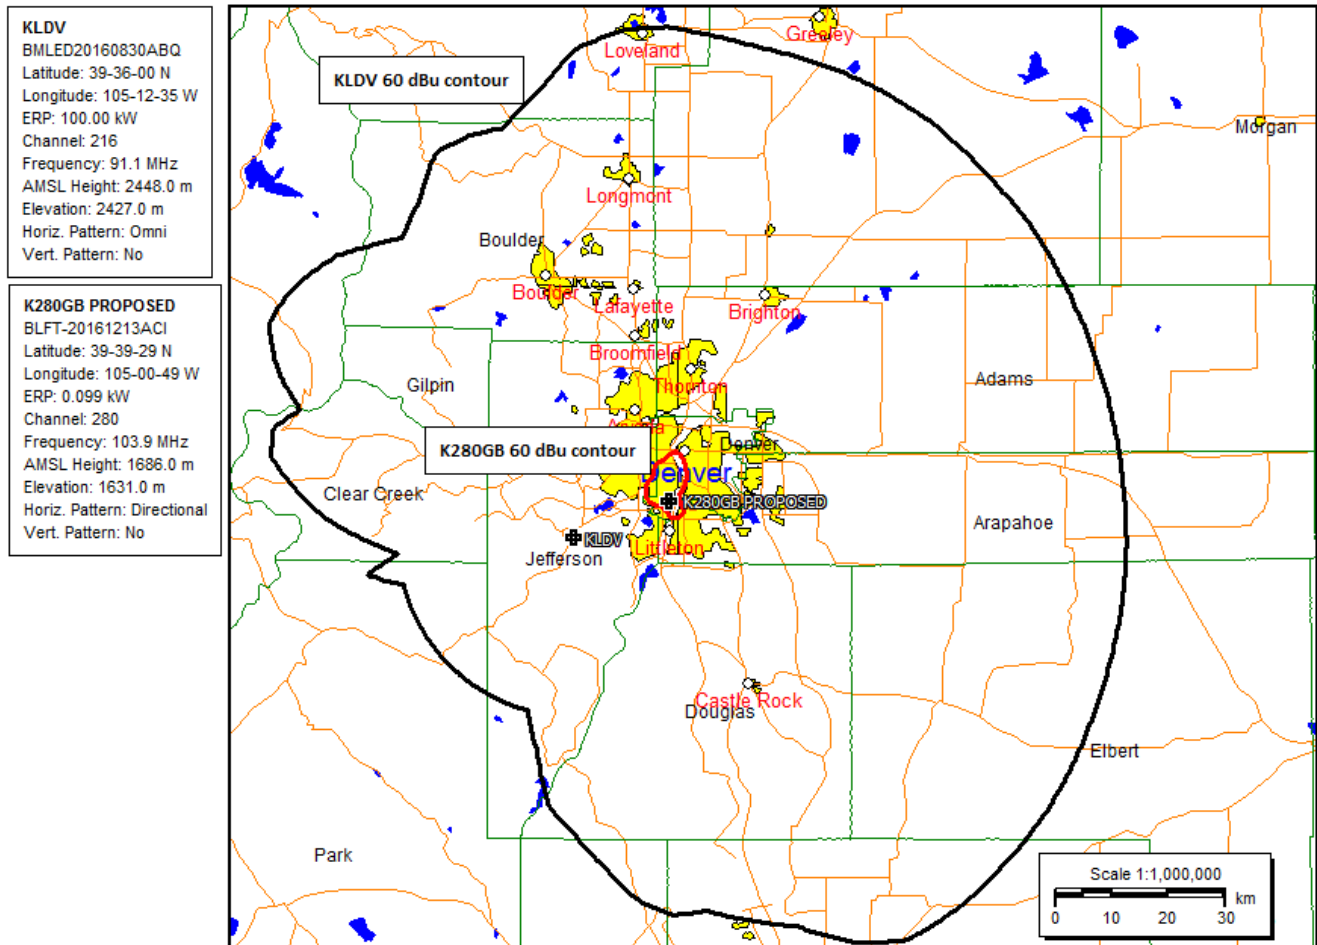 KLDV
BMLED20160830ABQ
Latitude: 39-36-00 N
Longitude: 105-12-35 W
ERP: 100.00 kW
Channel: 216
Frequency: 91.1 MHz
AMSL Height: 2448.0 m
Elevation: 2427.0 m
Horiz. Pattern: Omni
Vert. Pattern: No
K280GB PROPOSED
BLFT-20161213ACI
Latitude: 39-39-29 N
Longitude: 105-00-49 W
ERP: 0.099 kW
Channel: 280
Frequency: 103.9 MHz
AMSL Height: 1686.0 m
Elevation: 1631.0 m
Horiz. Pattern: Directional
Vert. Pattern: No
Greeley
Loveland
KLDV 60 dBu contour
Morgan
Longmont
Boulder
Boulder
Lafayette
Brighton
Broomfield
Gilpin
Thornton
Adams
Arvada
K280GB 60 dBu contour
Denver
Denver
Clear Creek
K280GB PROPOSED
Arapahoe
KLDV
Littleton
Jefferson
Castle Rock
Douglas
Elbert
Park
Scale 1:1,000,000
km
0 10 20 30